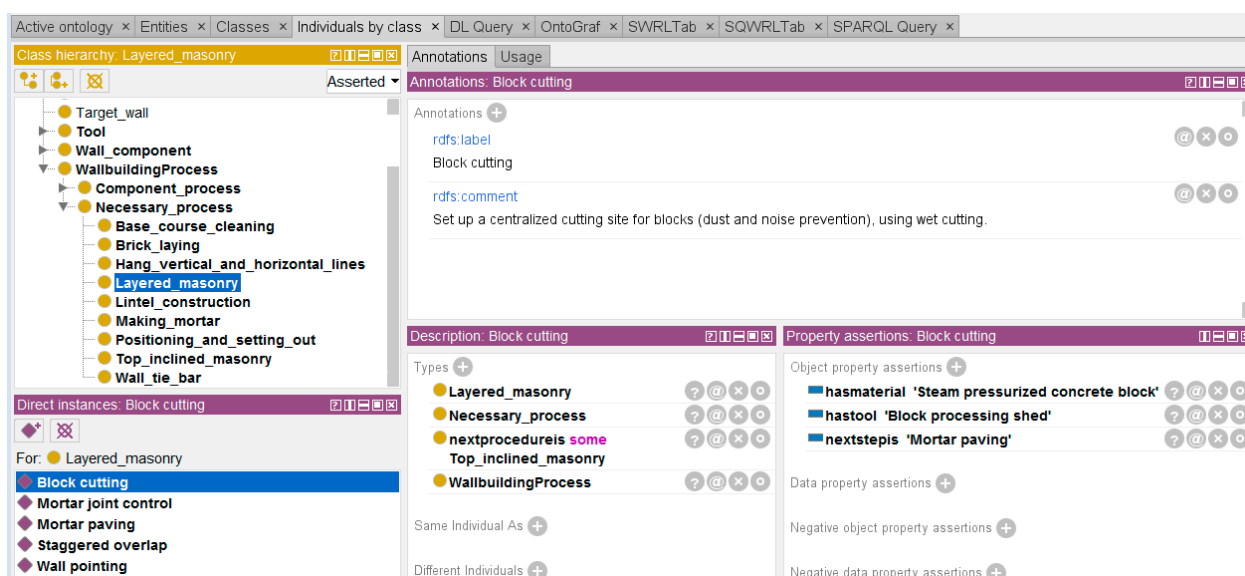 Active ontology × Entities × Classes × Individuals by class × DL Query × OntoGraf × SWRLTab × SQWRLTab × SPARQL Query ×
Class hierarchy: Layered_masonry
Asserted
Target_wall
Tool
Wall_component
WallbuildingProcess
Component_process
Necessary_process
Base_course_cleaning
Brick_laying
Hang_vertical_and_horizontal_lines
Layered_masonry
Lintel_construction
Making_mortar
Positioning_and_setting_out
Top_inclined_masonry
Wall_tie_bar
Direct instances: Block cutting
For: Layered_masonry
Block cutting
Mortar joint control
Mortar paving
Staggered overlap
Wall pointing
Annotations Usage
Annotations: Block cutting
Annotations
rdfs:label
Block cutting
rdfs:comment
Set up a centralized cutting site for blocks (dust and noise prevention), using wet cutting.
Description: Block cutting
Types
Layered_masonry
Necessary_process
nextprocedureis some
Top_inclined_masonry
WallbuildingProcess
Same Individual As
Different Individuals
Property assertions: Block cutting
Object property assertions
hasmaterial 'Steam pressurized concrete block'
hastool 'Block processing shed'
nextstepis 'Mortar paving'
Data property assertions
Negative object property assertions
Negative data property assertions